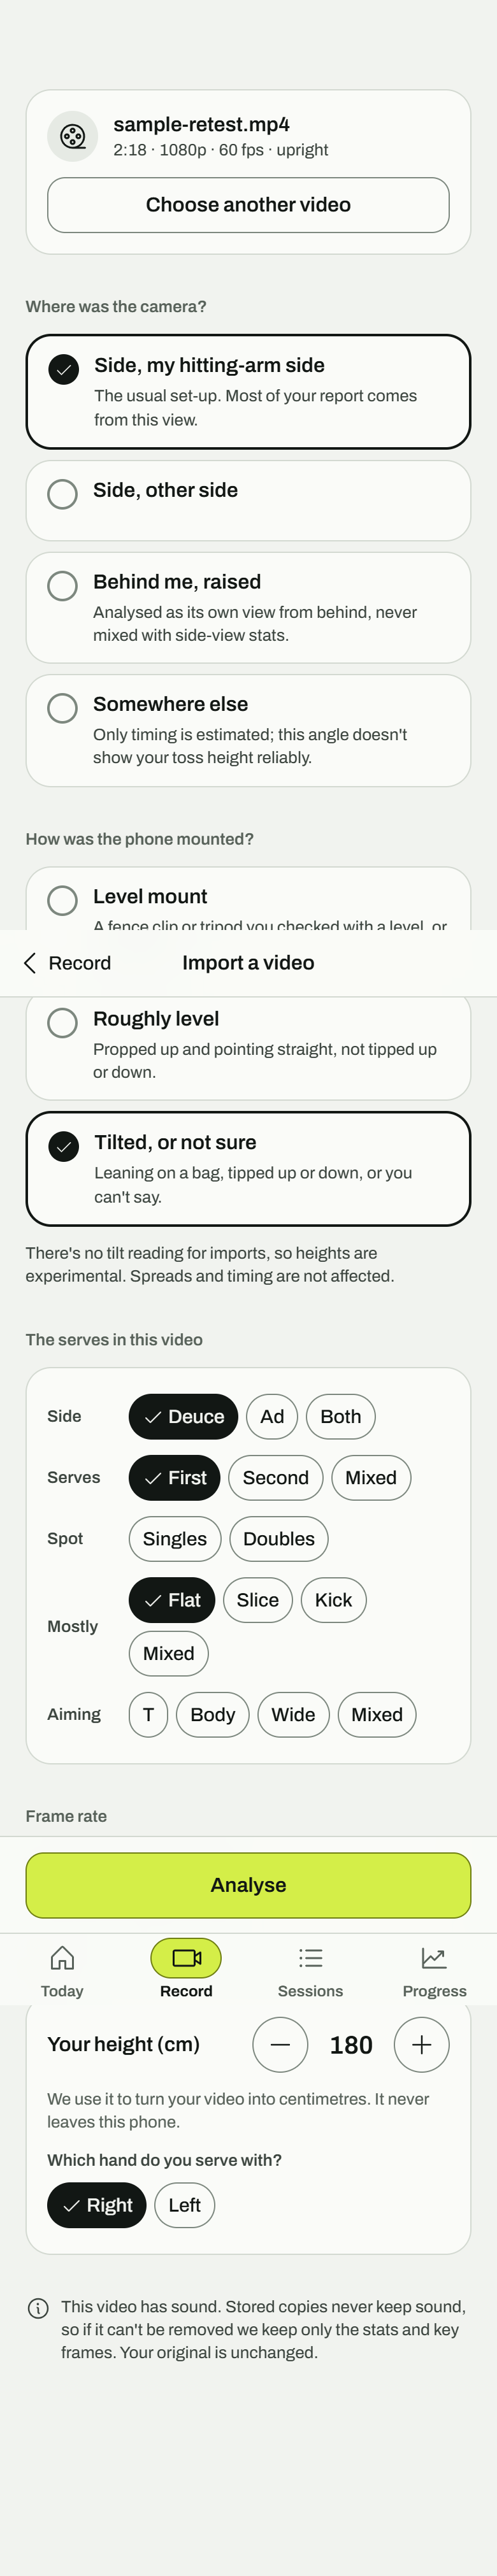 sample-retest.mp4
2:18 · 1080p · 60 fps · upright
Choose another video
Where was the camera?
Side, my hitting-arm side
The usual set-up. Most of your report comes
from this view.
Side, other side
Behind me, raised
Analysed as its own view from behind, never
mixed with side-view stats.
Somewhere else
Only timing is estimated; this angle doesn't
show your toss height reliably.
How was the phone mounted?
Level mount
A fence clip or tripod you checked with a level, or
Record
Import a video
Roughly level
Propped up and pointing straight, not tipped up
or down.
Tilted, or not sure
Leaning on a bag, tipped up or down, or you
can't say.
There's no tilt reading for imports, so heights are
experimental. Spreads and timing are not affected.
The serves in this video
Side Deuce Ad Both
Serves First Second Mixed
Spot Singles Doubles
Mostly Flat Slice Kick
Mixed
Aiming T Body Wide Mixed
Frame rate
Analyse
Today Record Sessions Progress
Your height (cm) 180
We use it to turn your video into centimetres. It never
leaves this phone.
Which hand do you serve with?
Right Left
This video has sound. Stored copies never keep sound,
so if it can't be removed we keep only the stats and key
frames. Your original is unchanged.